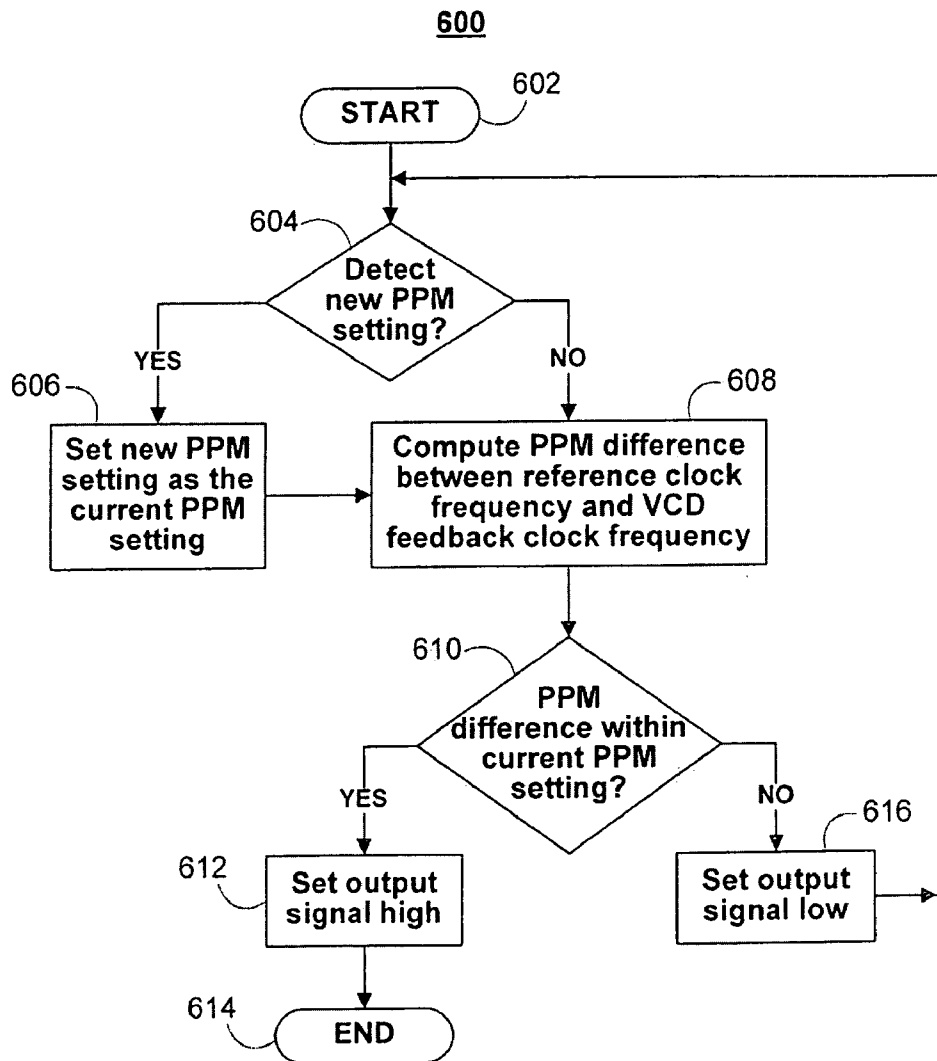 600
START
602
604
Detect
new PPM
setting?
YES
NO
606
608
Set new PPM
setting as the
current PPM
setting
Compute PPM difference
between reference clock
frequency and VCD
feedback clock frequency
610
PPM
difference within
current PPM
setting?
YES
NO
612
616
Set output
signal high
Set output
signal low
614
END